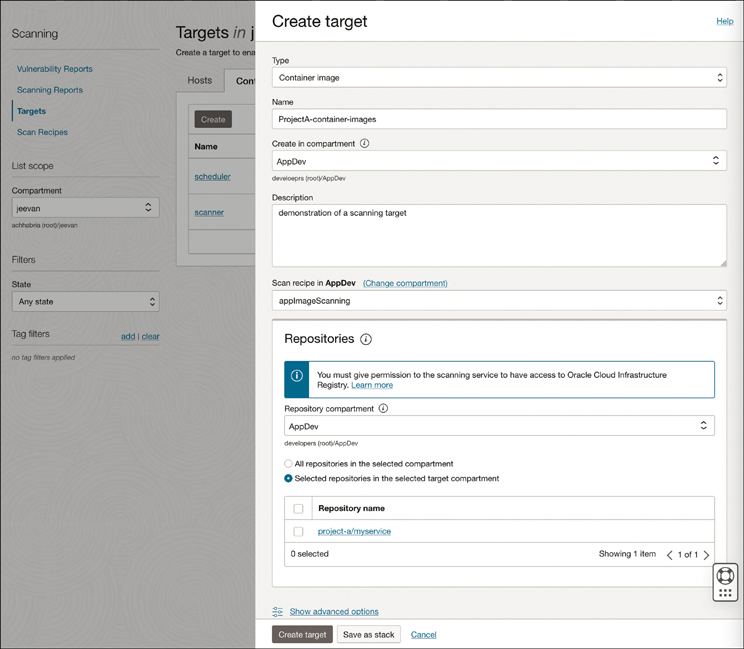 Scanning
Vulnerability Reports
Scanning Reports
Targets
Scan Recipes
List scope
Compartment
jeevan
achhabria (root)/jeevan
Filters
State
Any state
Tag filters
add | clear
no tag filters applied
Targets in j
Create a target to ena
Hosts
Con
Create
Name
scheduler
scanner
Create target
Help
Type
Container image
Name
ProjectA-container-images
Create in compartment
AppDev
develoeprs (root)/AppDev
Description
demonstration of a scanning target
Scan recipe in AppDev (Change compartment)
appImageScanning
Repositories
You must give permission to the scanning service to have access to Oracle Cloud Infrastructure
Registry. Learn more
Repository compartment
AppDev
developers (root)/AppDev
All repositories in the selected compartment
Selected repositories in the selected target compartment
Repository name
project-a/myservice
0 selected
Showing 1 item
1 of 1
Show advanced options
Create target
Save as stack
Cancel